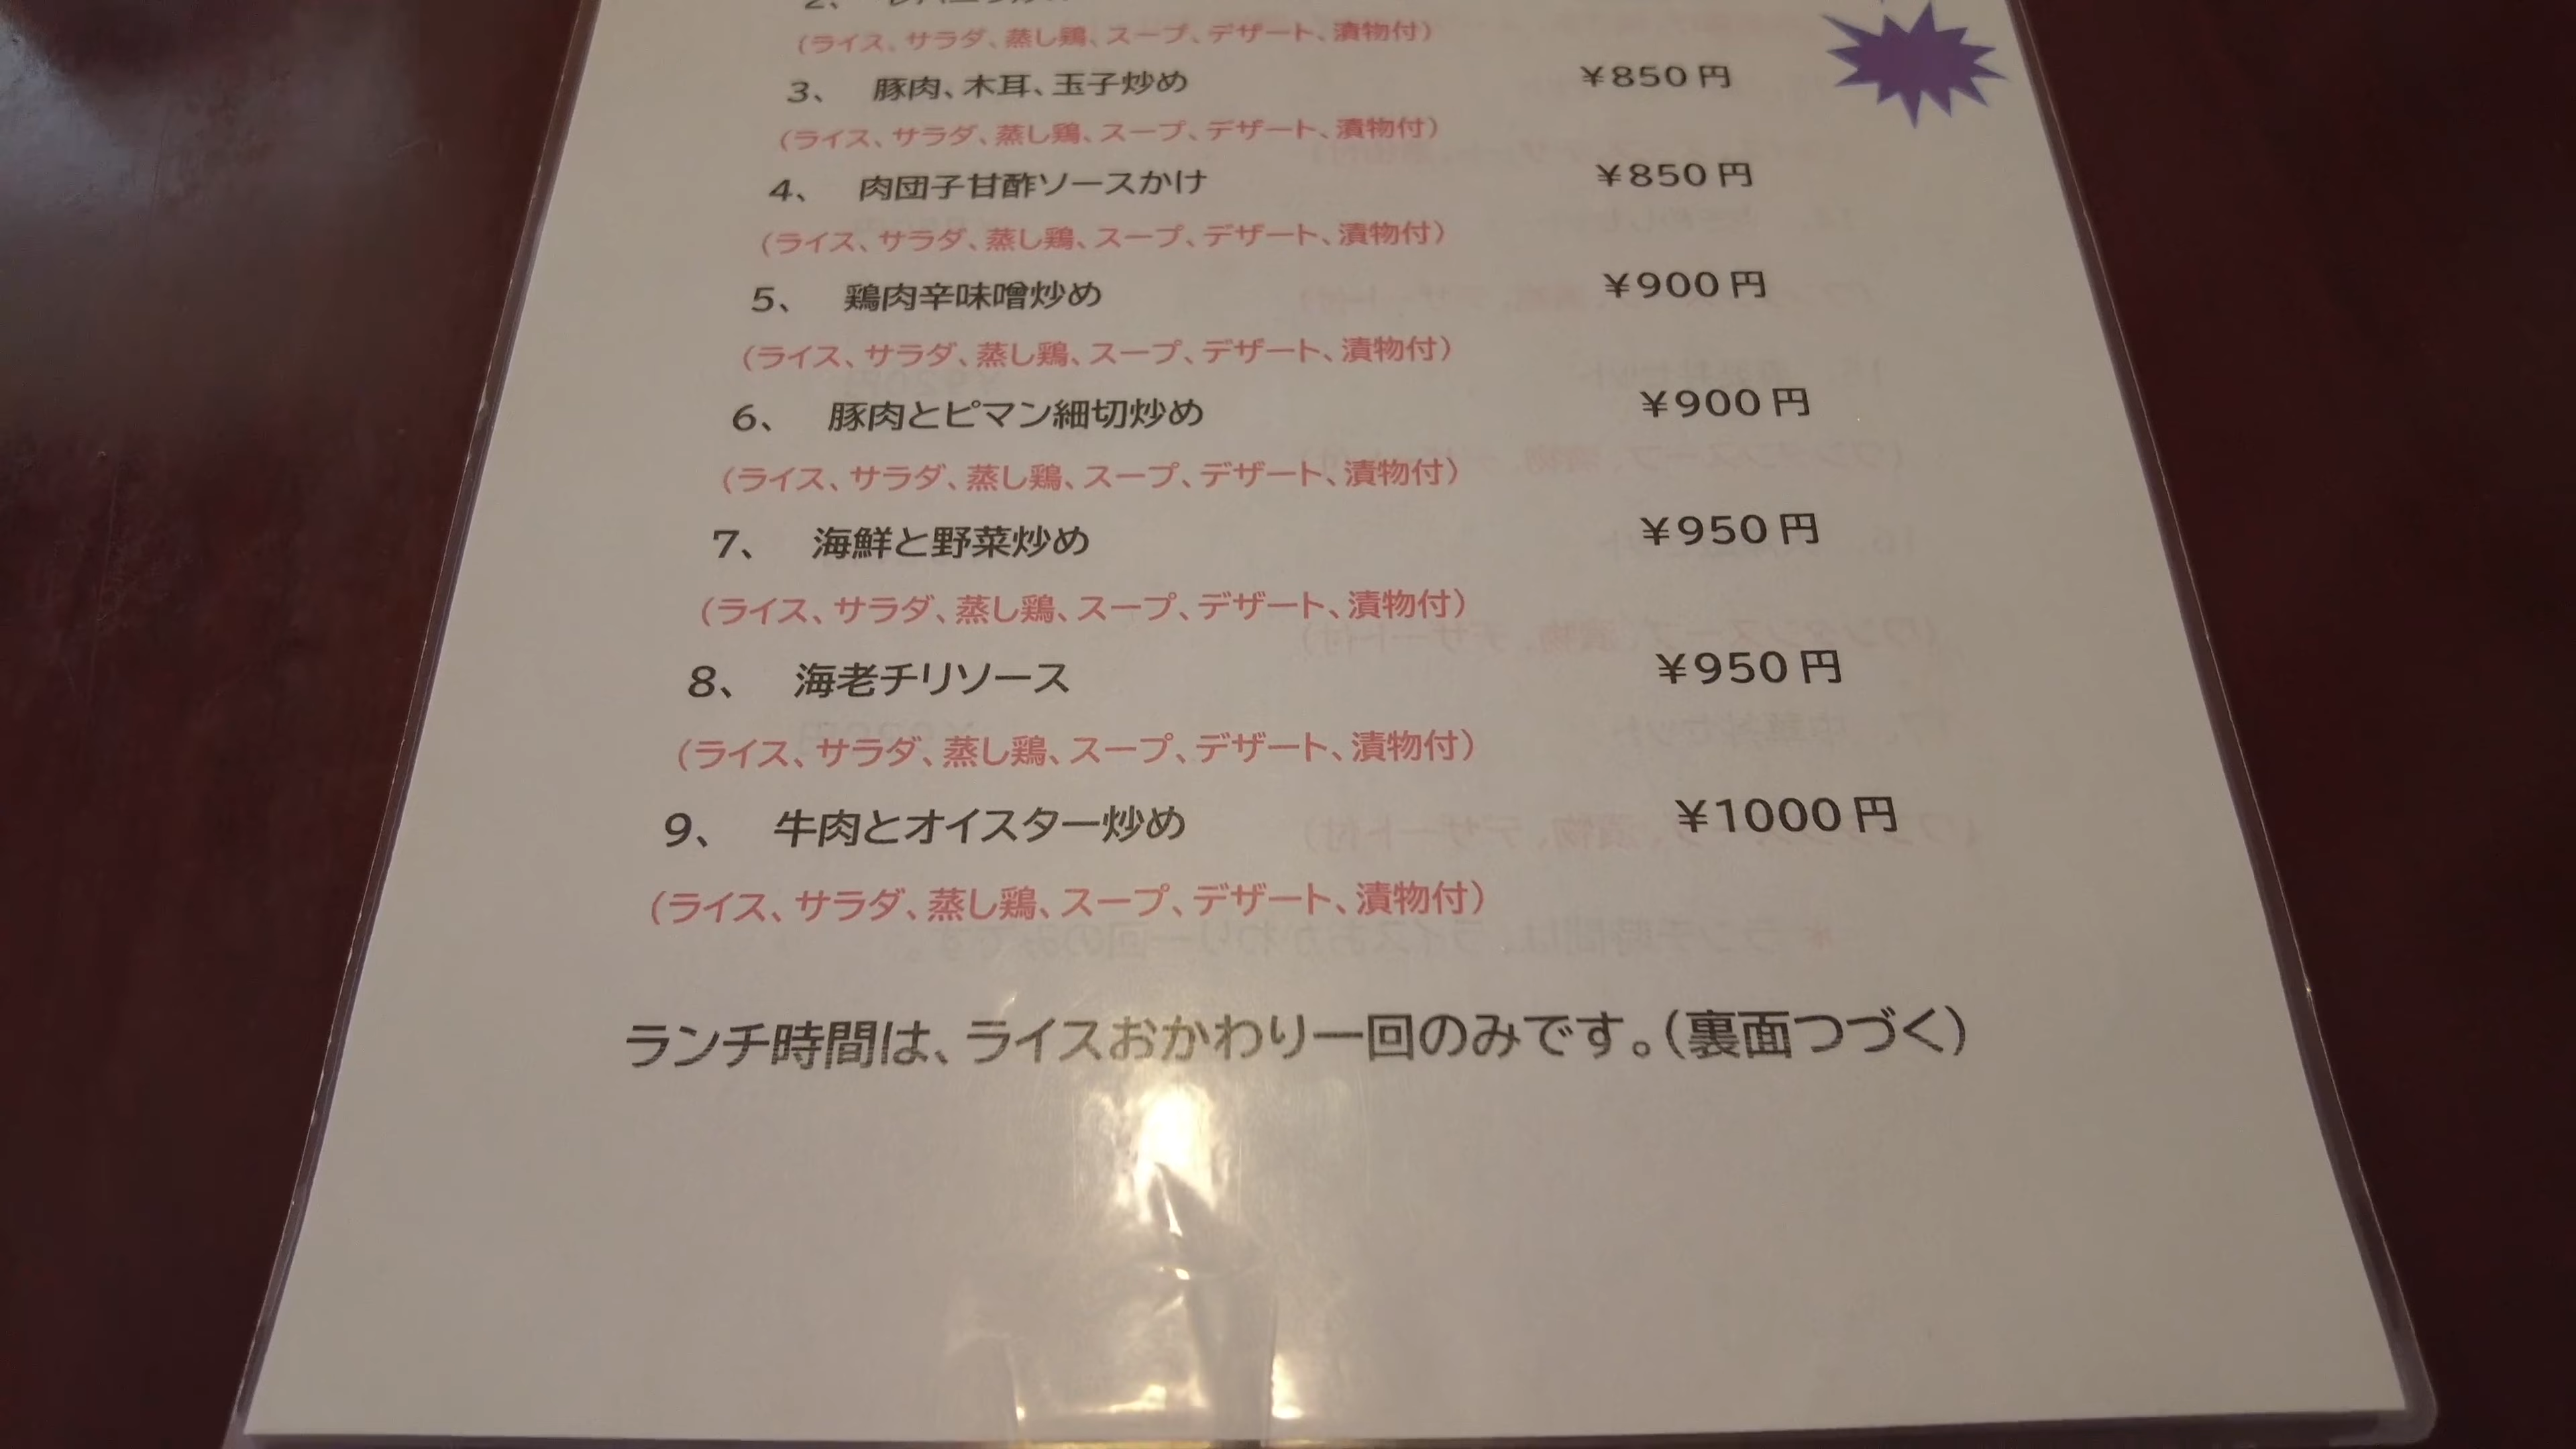 2、
(ライス、サラダ、蒸し鶏、スープ、デザート、漬物付)
3、 豚肉、木耳、玉子炒め ¥850円
(ライス、サラダ、蒸し鶏、スープ、デザート、漬物付)
4、 肉団子甘酢ソースかけ ¥850円
(ライス、サラダ、蒸し鶏、スープ、デザート、漬物付)
5、 鶏肉辛味噌炒め ¥900円
(ライス、サラダ、蒸し鶏、スープ、デザート、漬物付)
6、 豚肉とピマン細切炒め ¥900円
(ライス、サラダ、蒸し鶏、スープ、デザート、漬物付)
7、 海鮮と野菜炒め ¥950円
(ライス、サラダ、蒸し鶏、スープ、デザート、漬物付)
8、 海老チリソース ¥950円
(ライス、サラダ、蒸し鶏、スープ、デザート、漬物付)
9、 牛肉とオイスター炒め ¥1000円
(ライス、サラダ、蒸し鶏、スープ、デザート、漬物付)
ランチ時間は、ライスおかわり一回のみです。(裏面つづく)